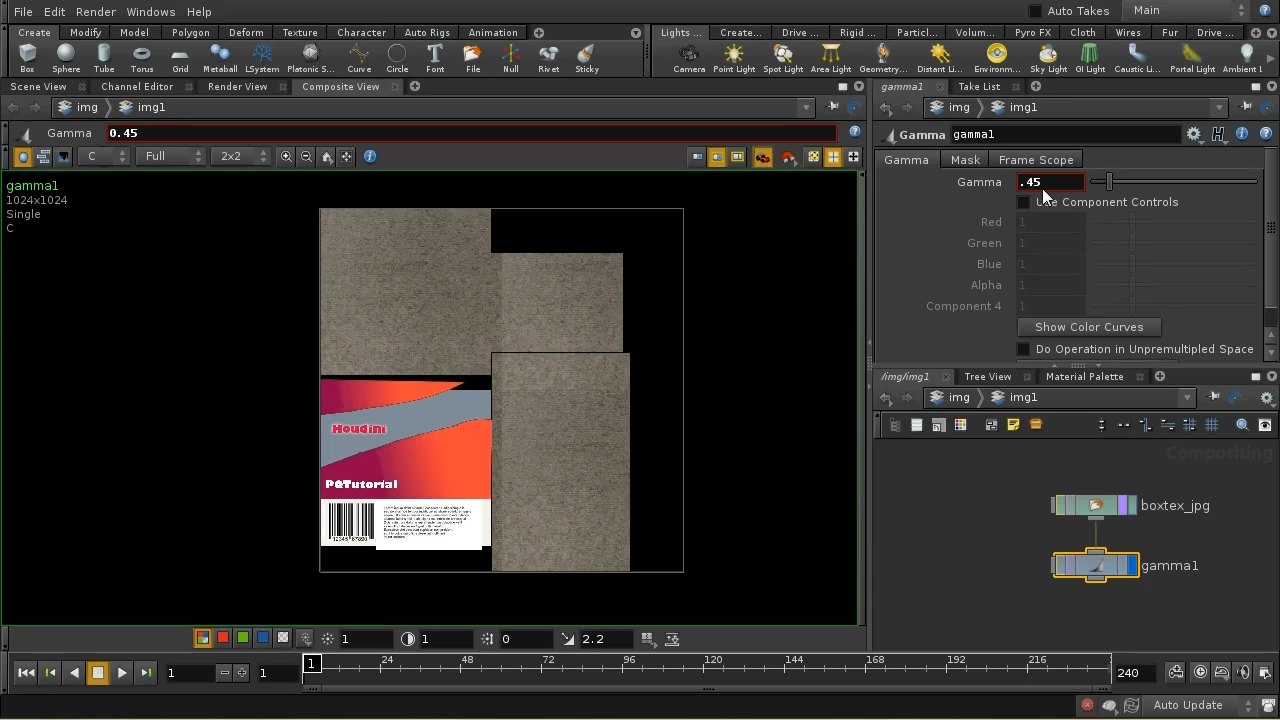 File Edit Render Windows Help Auto Takes Main
Create Modify Model Polygon Deform Texture Character Auto Rigs Animation Lights ... Create... Drive ... Rigid ... Particl... Volum... Pyro FX Cloth Wires Fur Drive ...
Box Sphere Tube Torus Grid Metaball LSystem Platonic S... Curve Circle Font File Null Rivet Sticky Camera Point Light Spot Light Area Light Geometry... Distant Li... Environm... Sky Light GI Light Caustic Li... Portal Light Ambient L
Scene View Channel Editor Render View Composite View gamma1 Take List
img img1 img img1
Gamma 0.45 Gamma gamma1
C Full 2x2 Gamma Mask Frame Scope
gamma1
1024x1024
Single
C
Gamma .45
Use Component Controls
Red 1
Green 1
Blue 1
Alpha 1
Component 4 1
Show Color Curves
Do Operation in Unpremultipled Space
/img/img1 Tree View Material Palette
img img1
Compositing
boxtex_jpg
gamma1
Houdini
PQTutorial
1 1 0 2.2
1 1 1 24 48 72 96 120 144 168 192 216 240
Auto Update